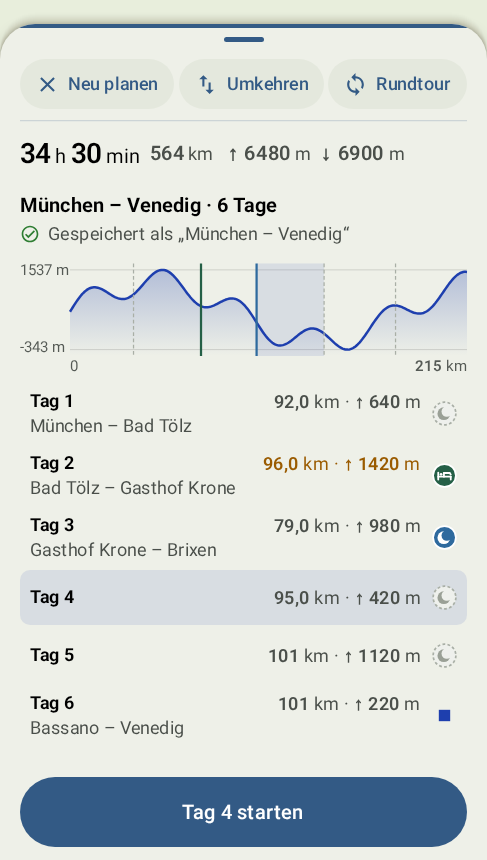 Neu planen
Umkehren
Rundtour
34 h 30 min 564 km ↑ 6480 m ↓ 6900 m
München – Venedig · 6 Tage
Gespeichert als „München – Venedig“
1537 m
-343 m
0
215 km
Tag 1
92,0 km · ↑ 640 m
München – Bad Tölz
Tag 2
96,0 km · ↑ 1420 m
Bad Tölz – Gasthof Krone
Tag 3
79,0 km · ↑ 980 m
Gasthof Krone – Brixen
Tag 4
95,0 km · ↑ 420 m
Tag 5
101 km · ↑ 1120 m
Tag 6
101 km · ↑ 220 m
Bassano – Venedig
Tag 4 starten